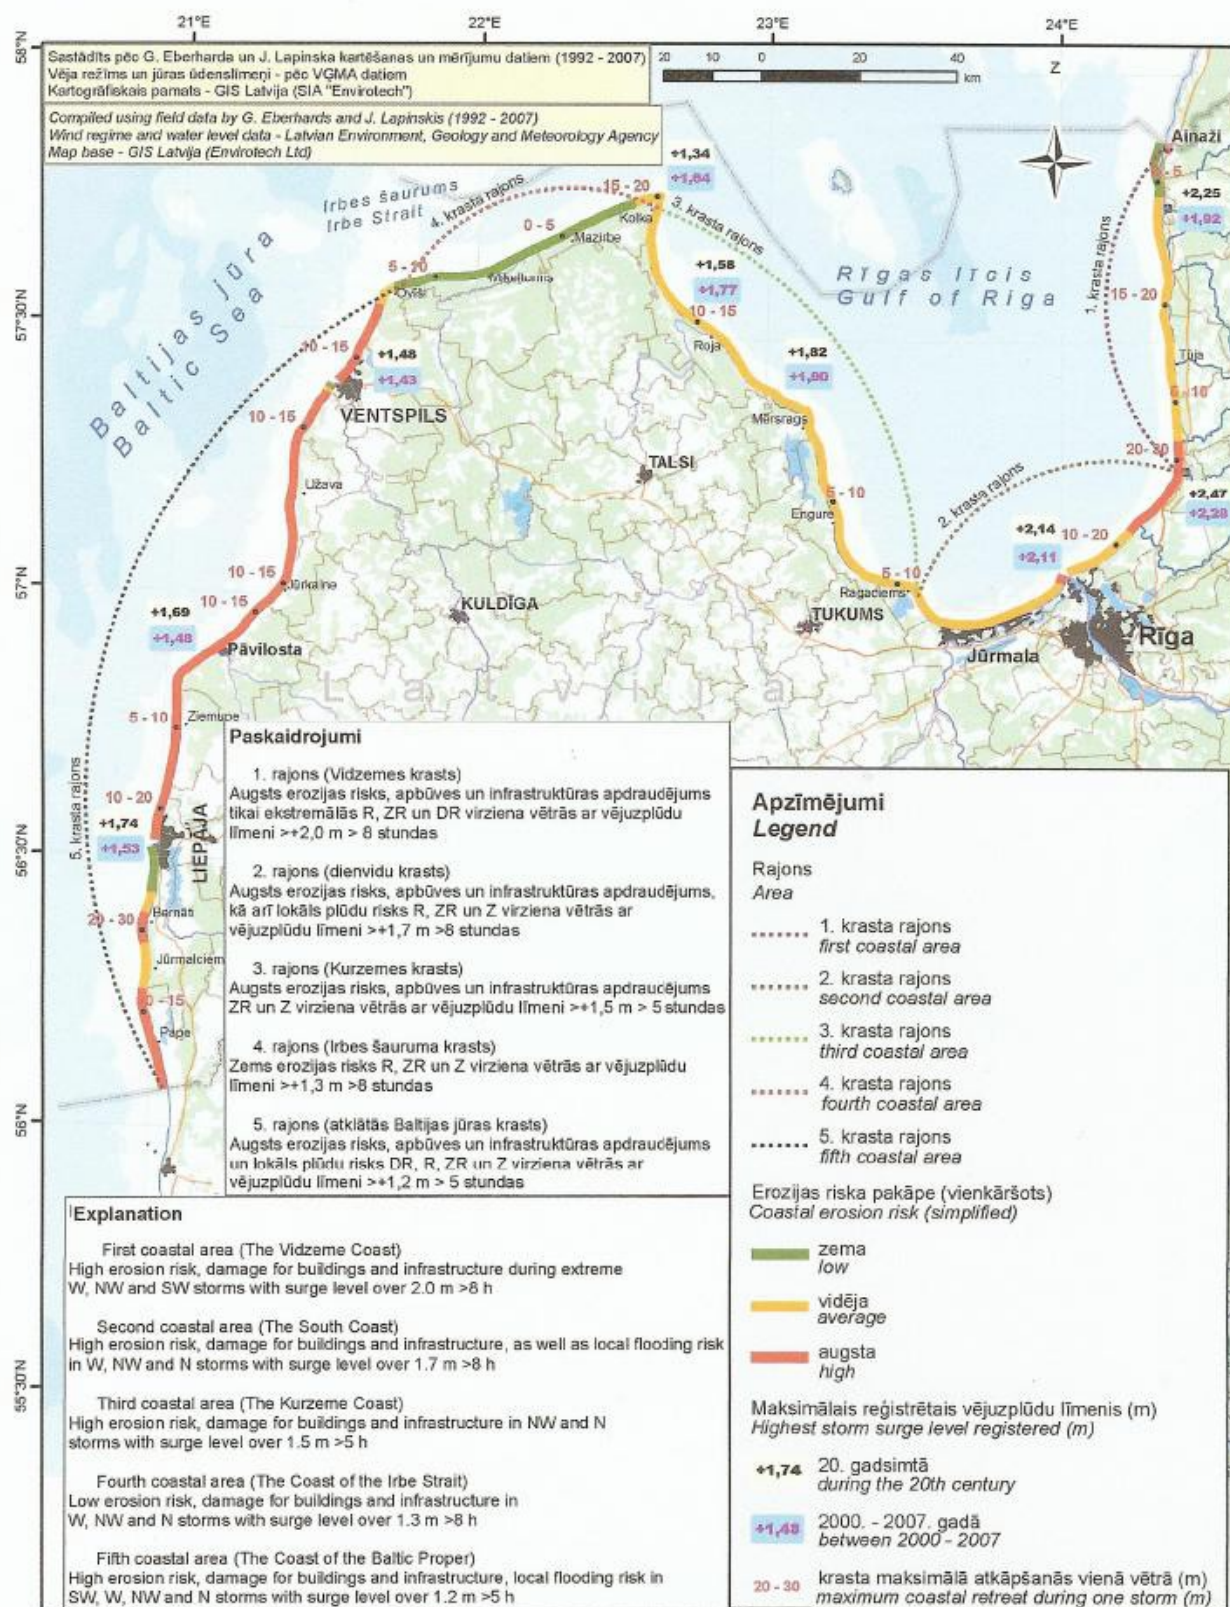 21°E
22°E
23°E
24°E
58°N
57°30'N
57°N
56°30'N
56°N
55°30'N
Sastādīts pēc G. Eberharda un J. Lapinska kartēšanas un mērījumu datiem (1992 - 2007)
Vēja režīms un jūras ūdenslīmeņi - pēc VĢMA datiem
Kartogrāfiskais pamats - GIS Latvija (SIA "Envirotech")
Compiled using field data by G. Eberhards and J. Lapinskis (1992 - 2007)
Wind regime and water level data - Latvian Environment, Geology and Meteorology Agency
Map base - GIS Latvija (Envirotech Ltd)
20 0 20 40
km
Z
Ainaži
+1,34
+1,64
15 - 20
Kolka
3. krasta rajons
Irbes šaurums
Irbe Strait
4. krasta rajons
0 - 5
Mazirbe
5 - 10
Oviši
+2,25
+1,92
1. krasta rajons
15 - 20
Tūja
5 - 10
20 - 30
+2,47
+2,28
Baltijas jūra
Baltic Sea
Rīgas līcis
Gulf of Riga
+1,58
+1,77
10 - 15
Roja
+1,82
+1,90
Mērsrags
10 - 15
+1,48
+1,43
VENTSPILS
10 - 15
Užava
TALSI
5 - 10
Engure
2. krasta rajons
+2,14
+2,11
10 - 20
5 - 10
Ragaciems
TUKUMS
Jūrmala
Rīga
10 - 15
Jūrkalne
10 - 15
+1,69
+1,48
Pāvilosta
KULDĪGA
Latvija
5 - 10
Ziemupe
5. krasta rajons
10 - 20
+1,74
+1,53
LIEPĀJA
20 - 30
Bernāti
Jūrmalciem
Pape
Paskaidrojumi
1. rajons (Vidzemes krasts)
Augsts erozijas risks, apbūves un infrastruktūras apdraudējums
tikai ekstremālās R, ZR un DR virziena vētrās ar vējuzplūdu
līmeni >+2,0 m > 8 stundas
2. rajons (dienvidu krasts)
Augsts erozijas risks, apbūves un infrastruktūras apdraudējums,
kā arī lokāls plūdu risks R, ZR un Z virziena vētrās ar
vējuzplūdu līmeni >+1,7 m >8 stundas
3. rajons (Kurzemes krasts)
Augsts erozijas risks, apbūves un infrastruktūras apdraudējums
ZR un Z virziena vētrās ar vējuzplūdu līmeni >+1,5 m > 5 stundas
4. rajons (Irbes šauruma krasts)
Zems erozijas risks R, ZR un Z virziena vētrās ar vējuzplūdu
līmeni >+1,3 m >8 stundas
5. rajons (atklātās Baltijas jūras krasts)
Augsts erozijas risks, apbūves un infrastruktūras apdraudējums
un lokāls plūdu risks DR, R, ZR un Z virziena vētrās ar
vējuzplūdu līmeni >+1,2 m > 5 stundas
Explanation
First coastal area (The Vidzeme Coast)
High erosion risk, damage for buildings and infrastructure during extreme
W, NW and SW storms with surge level over 2.0 m >8 h
Second coastal area (The South Coast)
High erosion risk, damage for buildings and infrastructure, as well as local flooding risk
in W, NW and N storms with surge level over 1.7 m >8 h
Third coastal area (The Kurzeme Coast)
High erosion risk, damage for buildings and infrastructure in NW and N
storms with surge level over 1.5 m >5 h
Fourth coastal area (The Coast of the Irbe Strait)
Low erosion risk, damage for buildings and infrastructure in
W, NW and N storms with surge level over 1.3 m >8 h
Fifth coastal area (The Coast of the Baltic Proper)
High erosion risk, damage for buildings and infrastructure, local flooding risk in
SW, W, NW and N storms with surge level over 1.2 m >5 h
Apzīmējumi
Legend
Rajons
Area
1. krasta rajons
first coastal area
2. krasta rajons
second coastal area
3. krasta rajons
third coastal area
4. krasta rajons
fourth coastal area
5. krasta rajons
fifth coastal area
Erozijas riska pakāpe (vienkāršots)
Coastal erosion risk (simplified)
zema
low
vidēja
average
augsta
high
Maksimālais reģistrētais vējuzplūdu līmenis (m)
Highest storm surge level registered (m)
+1,74 20. gadsimtā
during the 20th century
+1,48 2000. - 2007. gadā
between 2000 - 2007
20 - 30 krasta maksimālā atkāpšanās vienā vētrā (m)
maximum coastal retreat during one storm (m)